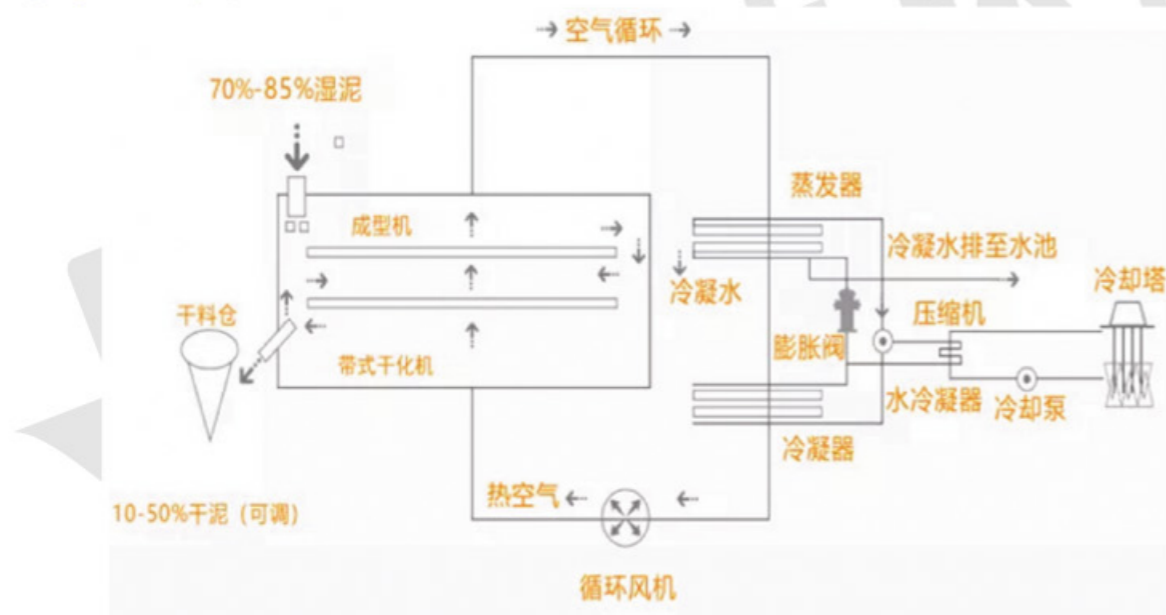 → 空气循环 →
70%-85%湿泥
蒸发器
成型机
冷凝水排至水池
冷凝水
冷却塔
干料仓
压缩机
膨胀阀
带式干化机
水冷凝器
冷却泵
冷凝器
热空气
10-50%干泥（可调）
循环风机